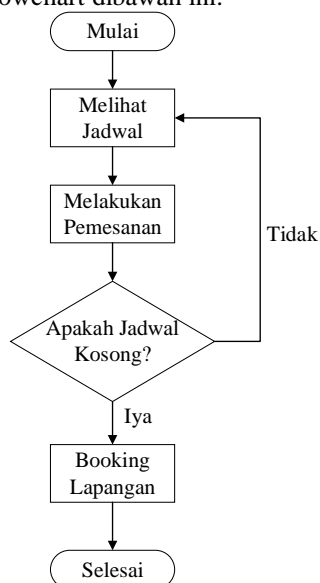 owchart dibawah ini.
Mulai
Melihat
Jadwal
Melakukan
Pemesanan
Tidak
Apakah Jadwal
Kosong?
Iya
Booking
Lapangan
Selesai